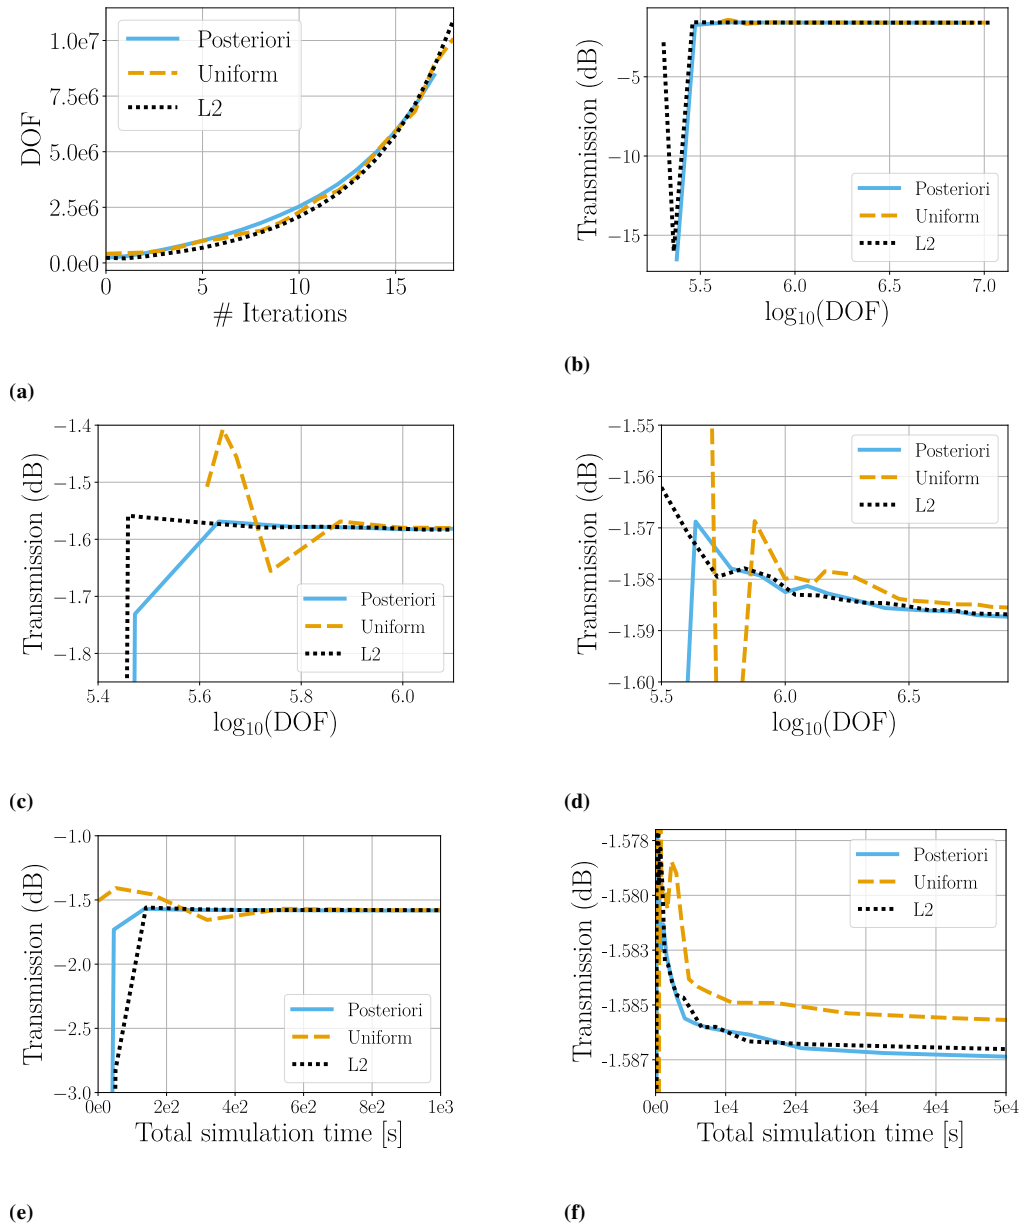 1.0e7
7.5e6
5.0e6
2.5e6
0.0e0
DOF
Posteriori
Uniform
L2
0 5 10 15
# Iterations
(a)
−5
−10
−15
Transmission (dB)
Posteriori
Uniform
L2
5.5 6.0 6.5 7.0
log₁₀(DOF)
(b)
−1.4
−1.5
−1.6
−1.7
−1.8
Transmission (dB)
Posteriori
Uniform
L2
5.4 5.6 5.8 6.0
log₁₀(DOF)
(c)
−1.55
−1.56
−1.57
−1.58
−1.59
−1.60
Transmission (dB)
Posteriori
Uniform
L2
5.5 6.0 6.5
log₁₀(DOF)
(d)
−1.0
−1.5
−2.0
−2.5
−3.0
Transmission (dB)
Posteriori
Uniform
L2
0e0 2e2 4e2 6e2 8e2 1e3
Total simulation time [s]
(e)
-1.578
-1.580
-1.583
-1.585
-1.587
Transmission (dB)
Posteriori
Uniform
L2
0e0 1e4 2e4 3e4 4e4 5e4
Total simulation time [s]
(f)